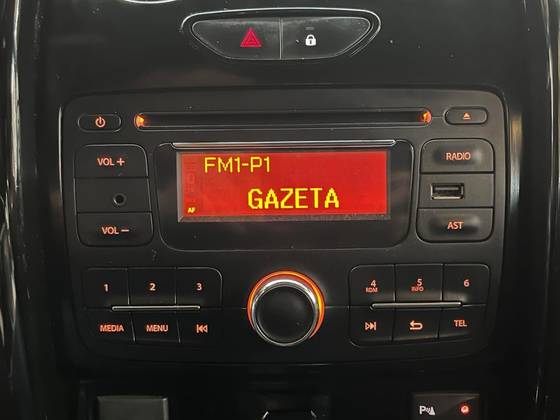 FM1-P1
GAZETA
AF
VOL +
VOL −
RADIO
AST
1
2
3
4
RDM
5
INFO
6
MEDIA
MENU
TEL
P